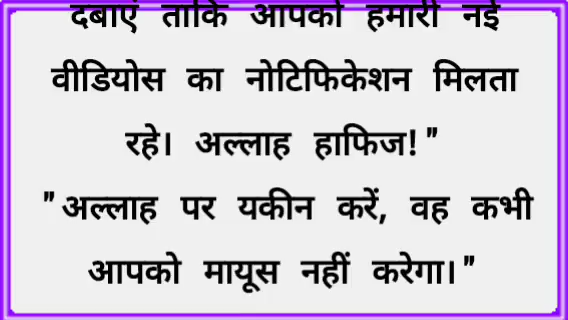 दबाएं ताकि आपको हमारी नई
वीडियोस का नोटिफिकेशन मिलता
रहे। अल्लाह हाफिज!"
"अल्लाह पर यकीन करें, वह कभी
आपको मायूस नहीं करेगा।"